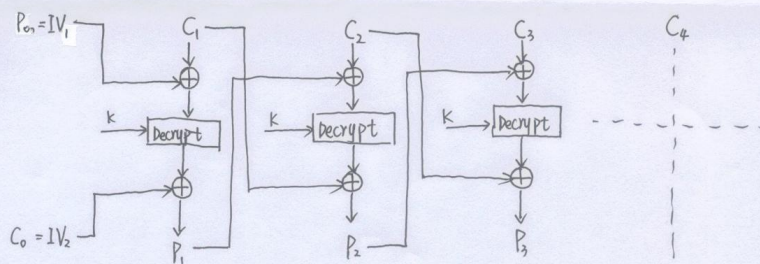 P₀ = IV₁ C₁ C₂ C₃ C₄
K Decrypt K Decrypt K Decrypt
C₀ = IV₂ P₁ P₂ P₃